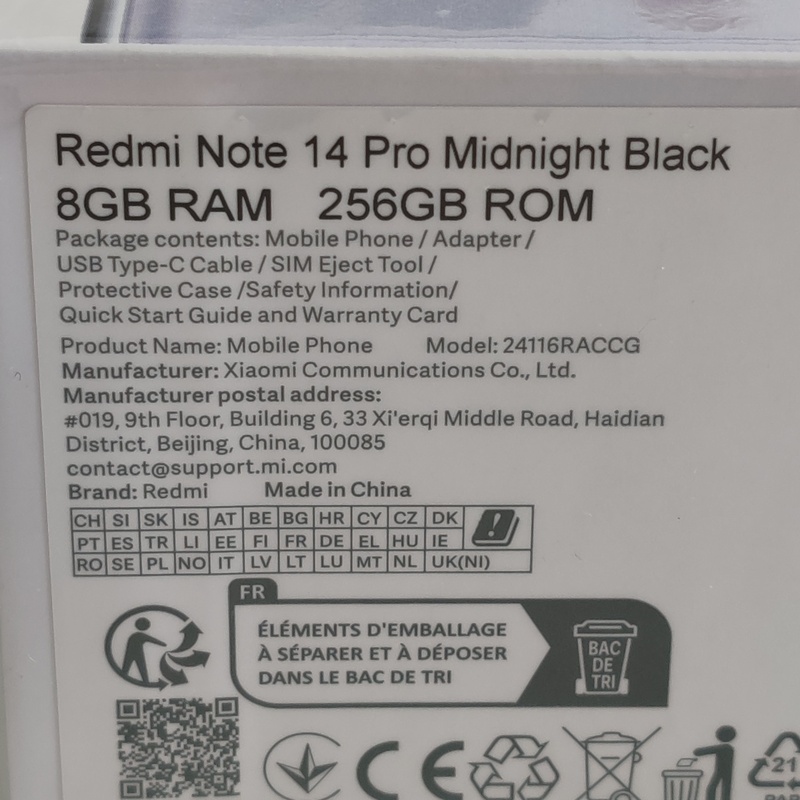 Redmi Note 14 Pro Midnight Black
8GB RAM 256GB ROM
Package contents: Mobile Phone / Adapter /
USB Type-C Cable / SIM Eject Tool /
Protective Case /Safety Information/
Quick Start Guide and Warranty Card
Product Name: Mobile Phone Model: 24116RACCG
Manufacturer: Xiaomi Communications Co., Ltd.
Manufacturer postal address:
#019, 9th Floor, Building 6, 33 Xi'erqi Middle Road, Haidian
District, Beijing, China, 100085
contact@support.mi.com
Brand: Redmi Made in China
CH SI SK IS AT BE BG HR CY CZ DK
PT ES TR LI EE FI FR DE EL HU IE
RO SE PL NO IT LV LT LU MT NL UK(NI)
FR
ÉLÉMENTS D'EMBALLAGE
À SÉPARER ET À DÉPOSER
DANS LE BAC DE TRI
BAC
DE
TRI
CE
21
PAP